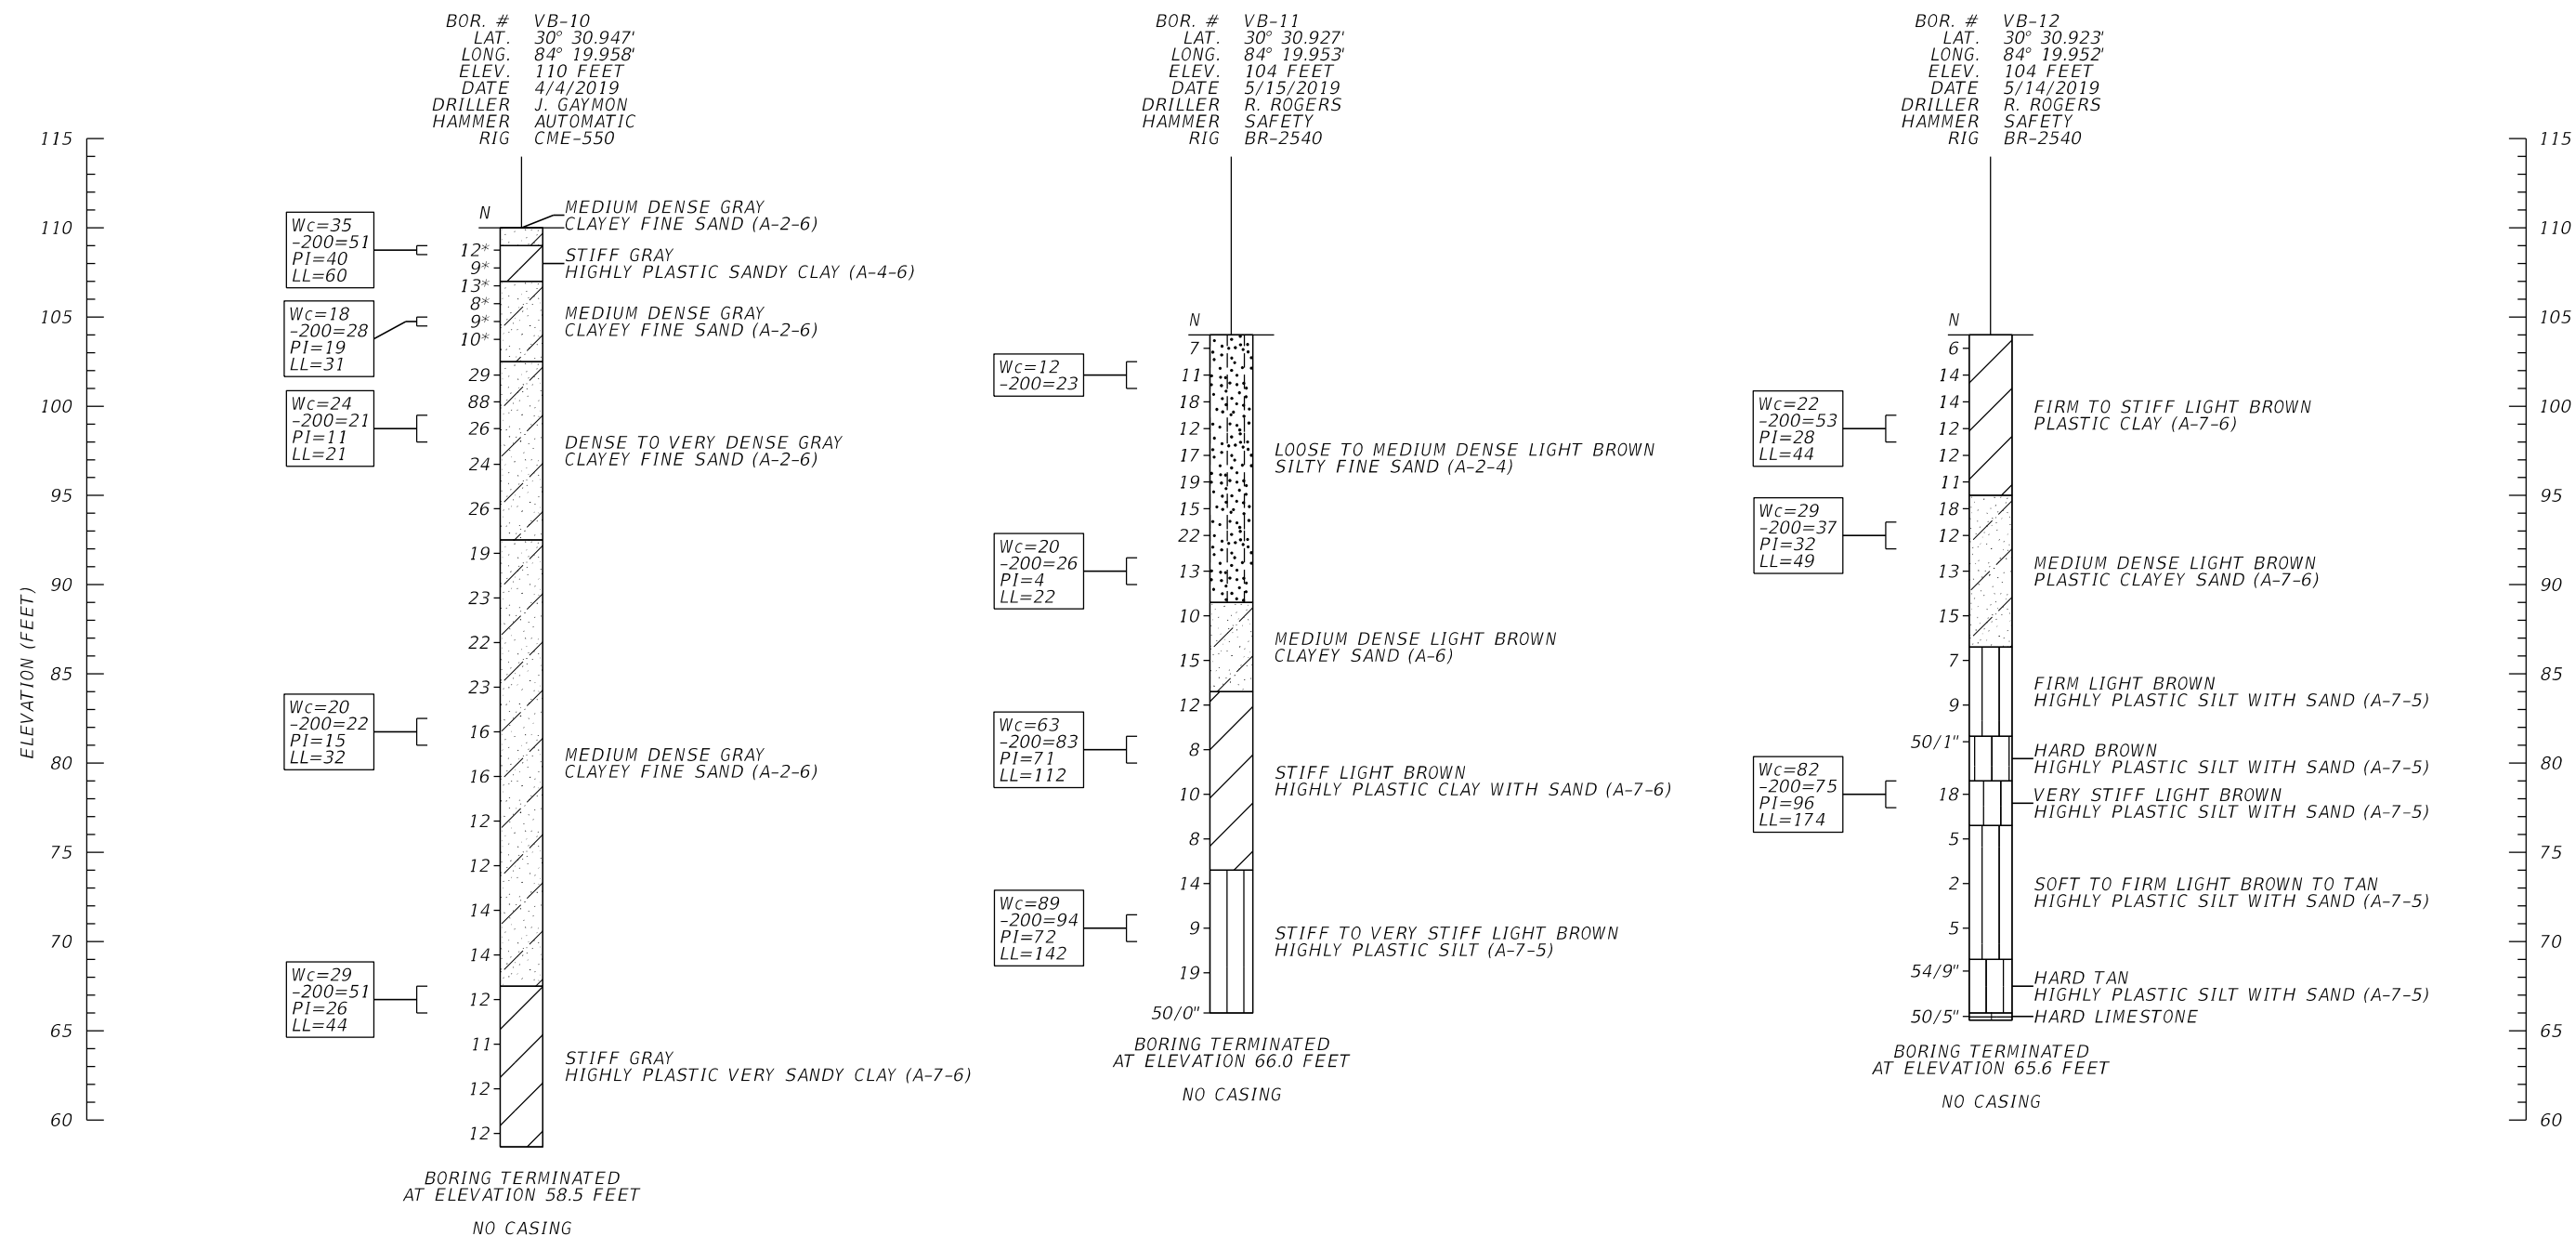 BOR. # VB-10
LAT. 30° 30.947'
LONG. 84° 19.958'
ELEV. 110 FEET
DATE 4/4/2019
DRILLER J. GAYMON
HAMMER AUTOMATIC
RIG CME-550
BOR. # VB-11
LAT. 30° 30.927'
LONG. 84° 19.953'
ELEV. 104 FEET
DATE 5/15/2019
DRILLER R. ROGERS
HAMMER SAFETY
RIG BR-2540
BOR. # VB-12
LAT. 30° 30.923'
LONG. 84° 19.952'
ELEV. 104 FEET
DATE 5/14/2019
DRILLER R. ROGERS
HAMMER SAFETY
RIG BR-2540
ELEVATION (FEET)
115
110
105
100
95
90
85
80
75
70
65
60
Wc=35
-200=51
PI=40
LL=60
Wc=18
-200=28
PI=19
LL=31
Wc=24
-200=21
PI=11
LL=21
Wc=20
-200=22
PI=15
LL=32
Wc=29
-200=51
PI=26
LL=44
N
12*
9*
13*
8*
9*
10*
29
88
26
24
26
19
23
22
23
16
16
12
12
14
14
12
11
12
12
MEDIUM DENSE GRAY
CLAYEY FINE SAND (A-2-6)
STIFF GRAY
HIGHLY PLASTIC SANDY CLAY (A-4-6)
MEDIUM DENSE GRAY
CLAYEY FINE SAND (A-2-6)
DENSE TO VERY DENSE GRAY
CLAYEY FINE SAND (A-2-6)
MEDIUM DENSE GRAY
CLAYEY FINE SAND (A-2-6)
STIFF GRAY
HIGHLY PLASTIC VERY SANDY CLAY (A-7-6)
BORING TERMINATED
AT ELEVATION 58.5 FEET
NO CASING
Wc=12
-200=23
Wc=20
-200=26
PI=4
LL=22
Wc=63
-200=83
PI=71
LL=112
Wc=89
-200=94
PI=72
LL=142
N
7
11
18
12
17
19
15
22
13
10
15
12
8
10
8
14
9
19
50/0"
LOOSE TO MEDIUM DENSE LIGHT BROWN
SILTY FINE SAND (A-2-4)
MEDIUM DENSE LIGHT BROWN
CLAYEY SAND (A-6)
STIFF LIGHT BROWN
HIGHLY PLASTIC CLAY WITH SAND (A-7-6)
STIFF TO VERY STIFF LIGHT BROWN
HIGHLY PLASTIC SILT (A-7-5)
BORING TERMINATED
AT ELEVATION 66.0 FEET
NO CASING
Wc=22
-200=53
PI=28
LL=44
Wc=29
-200=37
PI=32
LL=49
Wc=82
-200=75
PI=96
LL=174
N
6
14
14
12
12
11
18
12
13
15
7
9
50/1"
18
5
2
5
54/9"
50/5"
FIRM TO STIFF LIGHT BROWN
PLASTIC CLAY (A-7-6)
MEDIUM DENSE LIGHT BROWN
PLASTIC CLAYEY SAND (A-7-6)
FIRM LIGHT BROWN
HIGHLY PLASTIC SILT WITH SAND (A-7-5)
HARD BROWN
HIGHLY PLASTIC SILT WITH SAND (A-7-5)
VERY STIFF LIGHT BROWN
HIGHLY PLASTIC SILT WITH SAND (A-7-5)
SOFT TO FIRM LIGHT BROWN TO TAN
HIGHLY PLASTIC SILT WITH SAND (A-7-5)
HARD TAN
HIGHLY PLASTIC SILT WITH SAND (A-7-5)
HARD LIMESTONE
BORING TERMINATED
AT ELEVATION 65.6 FEET
NO CASING
115
110
105
100
95
90
85
80
75
70
65
60